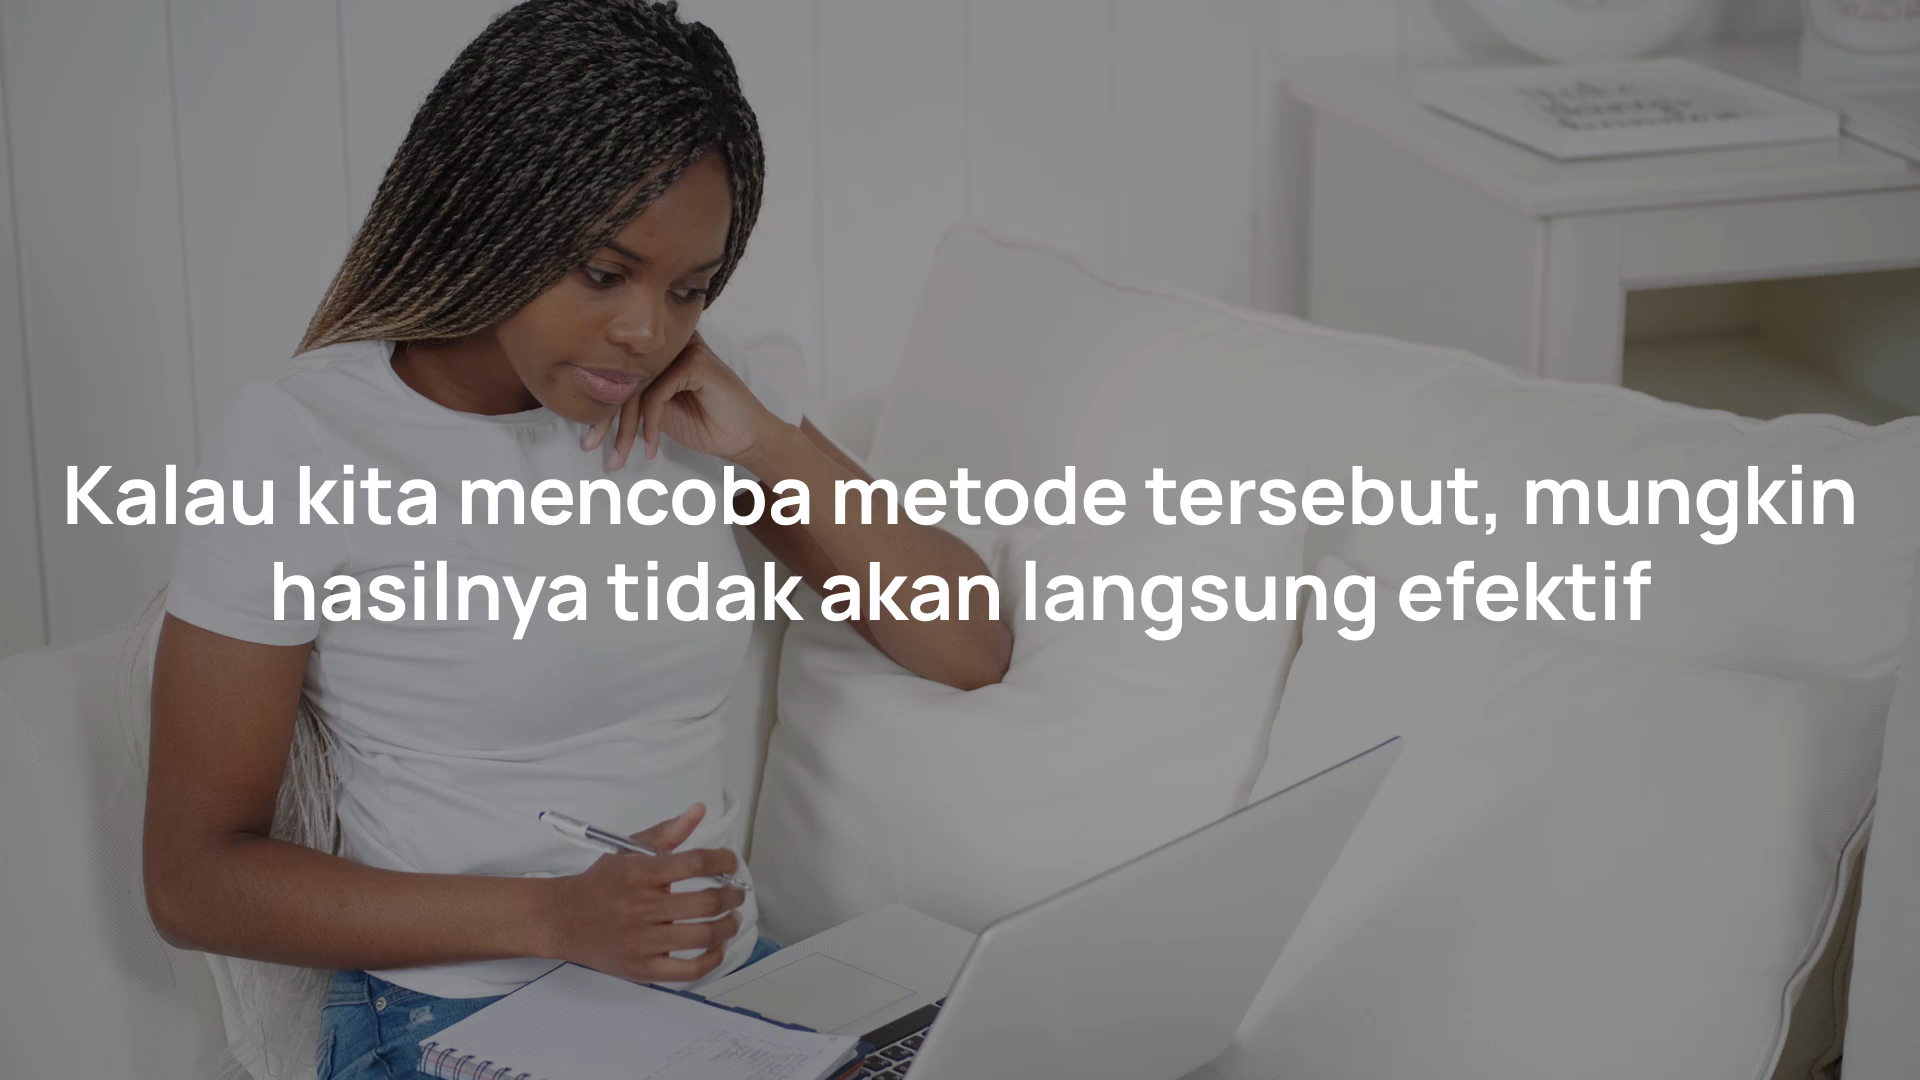 Kalau kita mencoba metode tersebut, mungkin
hasilnya tidak akan langsung efektif